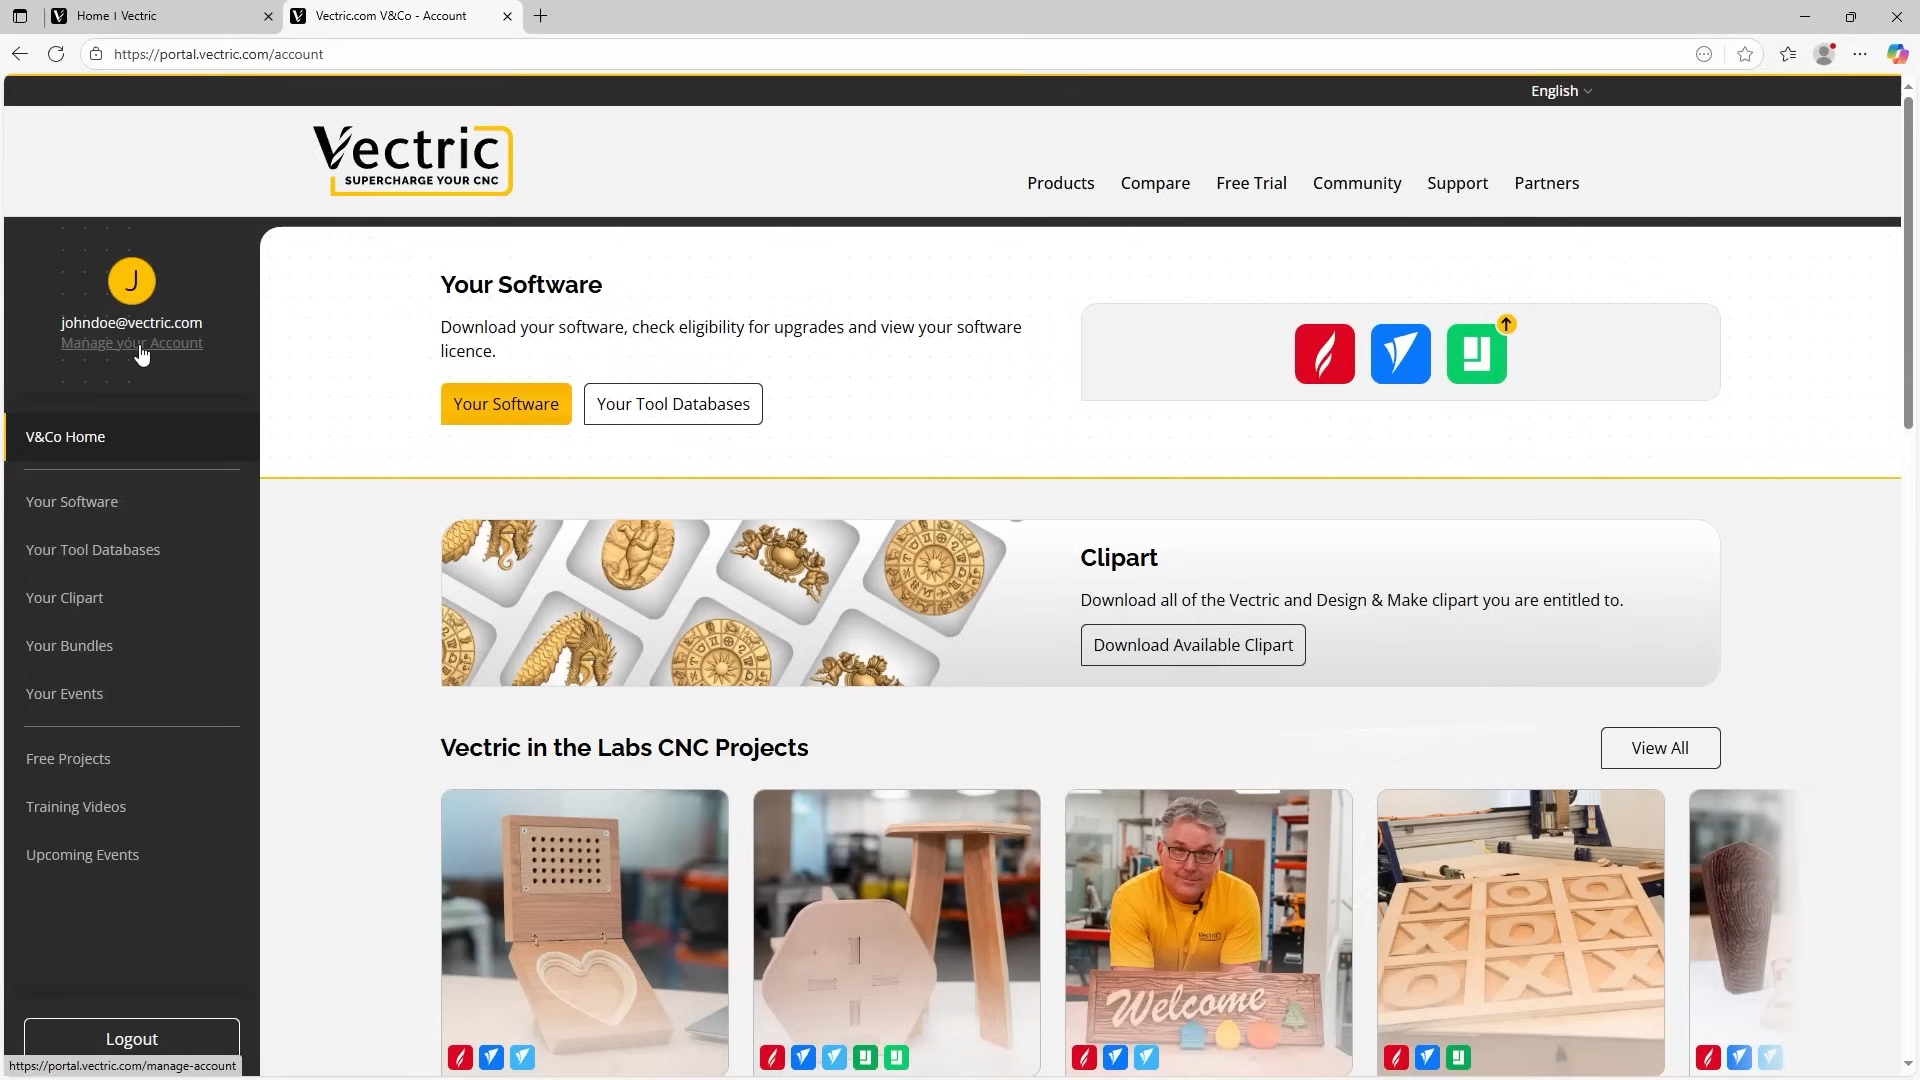 Home | Vectric
Vectric.com V&Co - Account
https://portal.vectric.com/account
English
Vectric
SUPERCHARGE YOUR CNC
Products
Compare
Free Trial
Community
Support
Partners
J
johndoe@vectric.com
Manage your Account
V&Co Home
Your Software
Your Tool Databases
Your Clipart
Your Bundles
Your Events
Free Projects
Training Videos
Upcoming Events
Logout
https://portal.vectric.com/manage-account
Your Software
Download your software, check eligibility for upgrades and view your software
licence.
Your Software
Your Tool Databases
Clipart
Download all of the Vectric and Design & Make clipart you are entitled to.
Download Available Clipart
Vectric in the Labs CNC Projects
View All
Vectric
Welcome
X O O
O X O
O X X